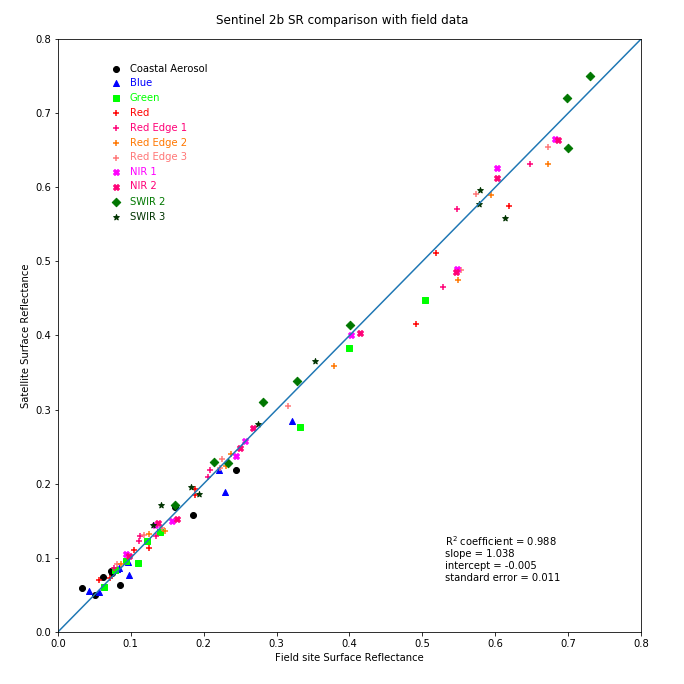 Sentinel 2b SR comparison with field data
0.8
0.7
0.6
0.5
0.4
0.3
0.2
0.1
0.0
Satellite Surface Reflectance
Coastal Aerosol
Blue
Green
Red
Red Edge 1
Red Edge 2
Red Edge 3
NIR 1
NIR 2
SWIR 2
SWIR 3
R² coefficient = 0.988
slope = 1.038
intercept = -0.005
standard error = 0.011
0.0 0.1 0.2 0.3 0.4 0.5 0.6 0.7 0.8
Field site Surface Reflectance